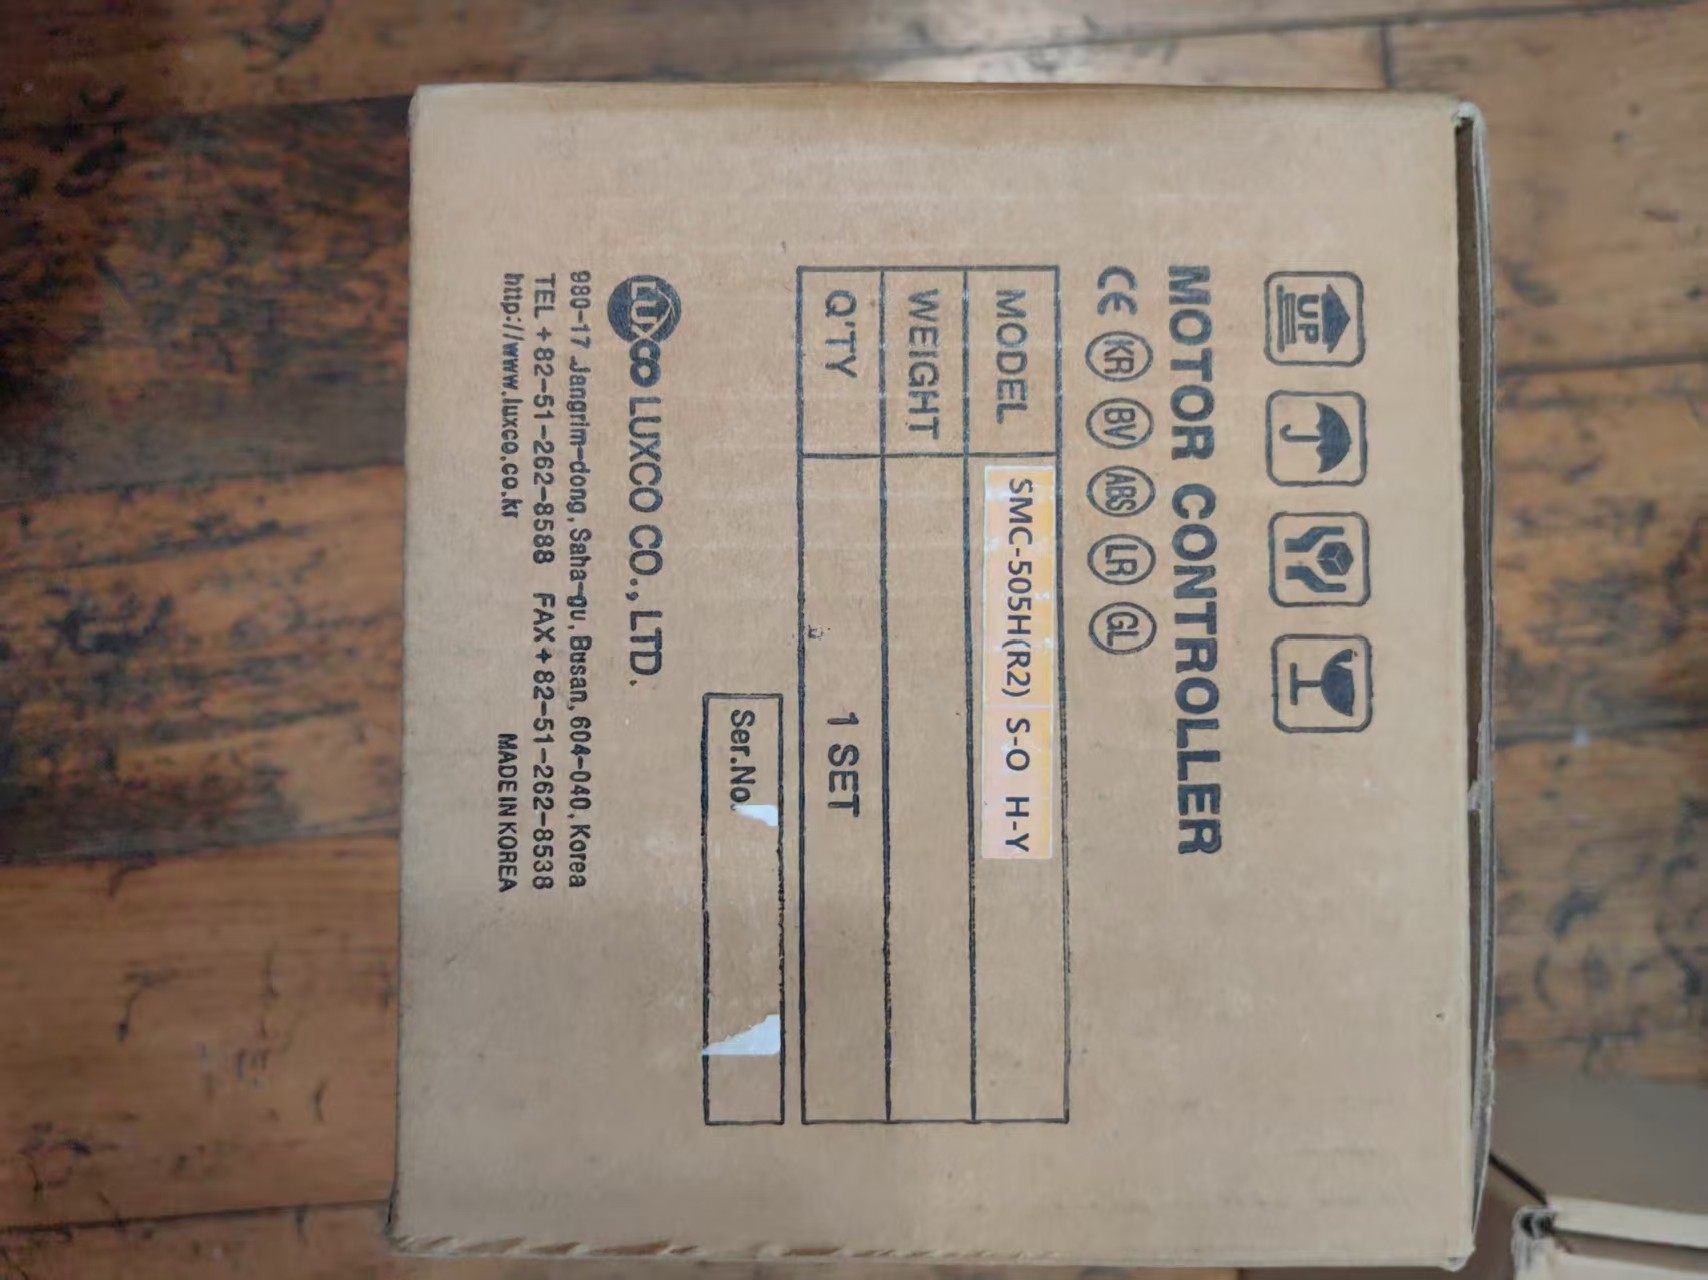 UP
MOTOR CONTROLLER
CE KR BV ABS LR GL
MODEL SMC-505H(R2) S-O H-Y
WEIGHT
Q'TY 1 SET
Ser.No.
LUXCO LUXCO CO., LTD.
980-17 Jangrim-dong, Saha-gu, Busan, 604-040, Korea
TEL +82-51-262-8588 FAX+82-51-262-8538
http://www.luxco.co.kr MADE IN KOREA